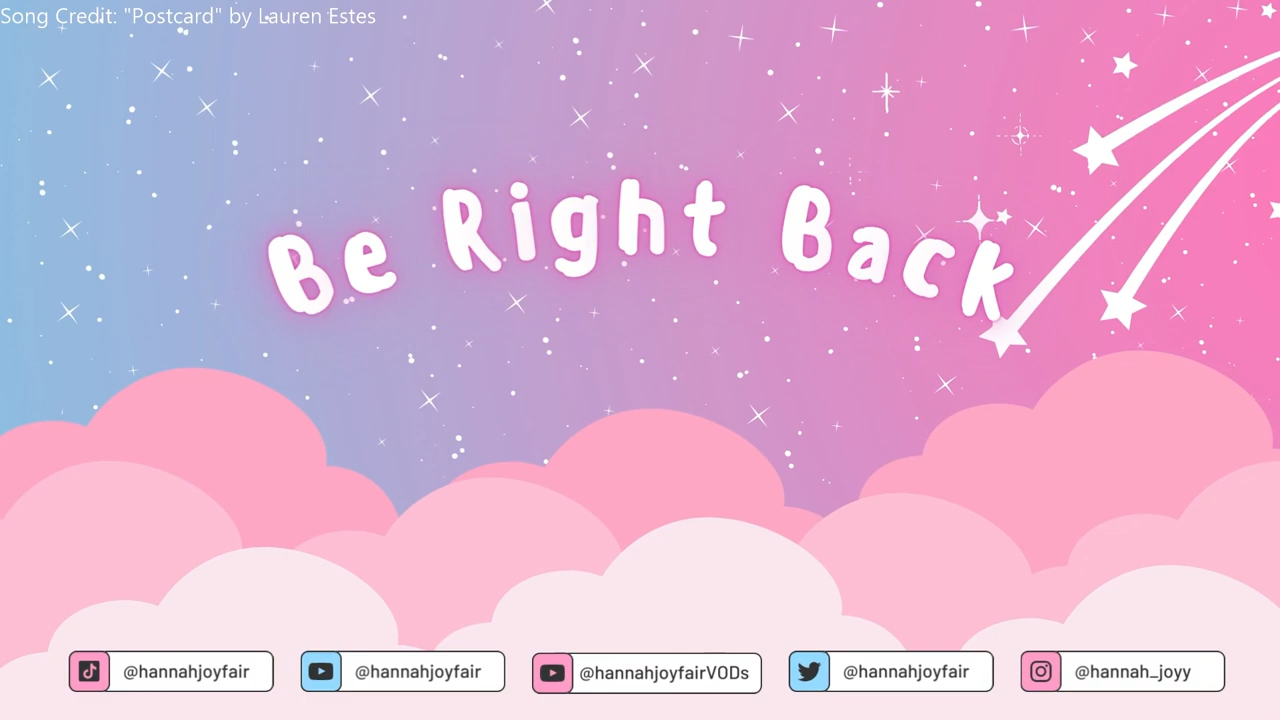 Song Credit: "Postcard" by Lauren Estes
Be Right Back
@hannahjoyfair
@hannahjoyfair
@hannahjoyfairVODs
@hannahjoyfair
@hannah_joyy